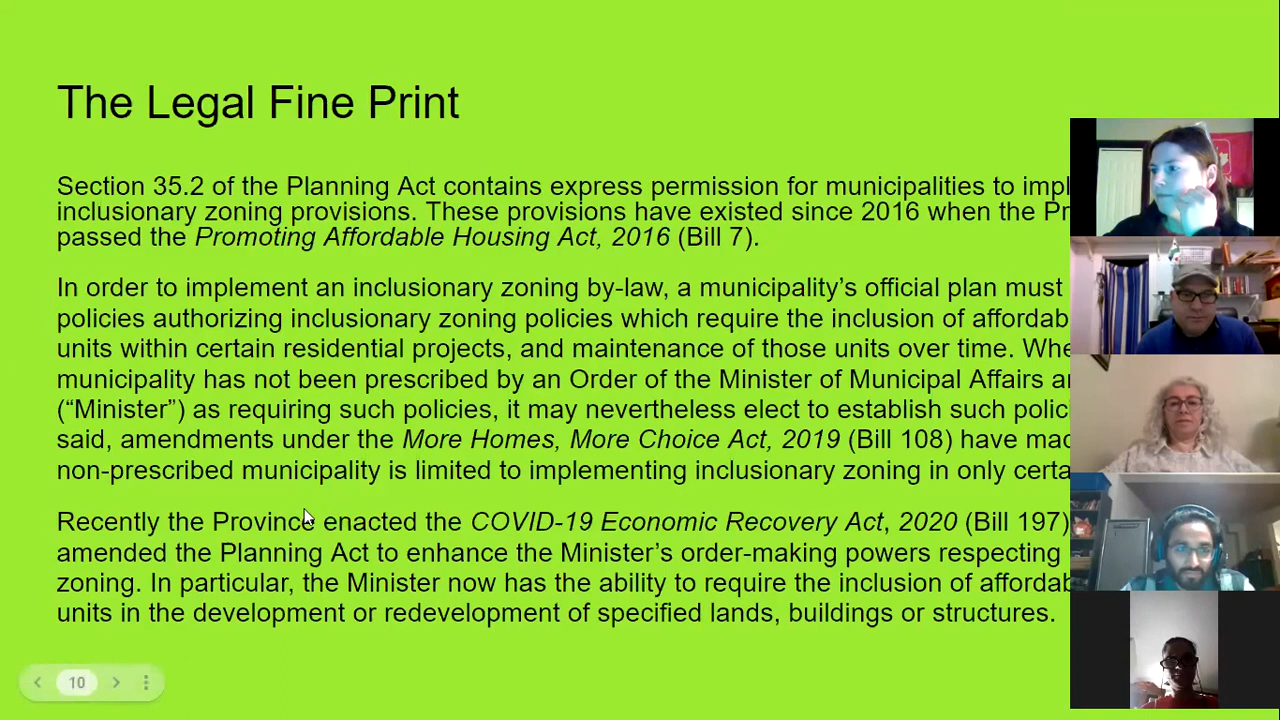 The Legal Fine Print
Section 35.2 of the Planning Act contains express permission for municipalities to impl
inclusionary zoning provisions. These provisions have existed since 2016 when the Pr
passed the Promoting Affordable Housing Act, 2016 (Bill 7).
In order to implement an inclusionary zoning by-law, a municipality’s official plan must
policies authorizing inclusionary zoning policies which require the inclusion of affordab
units within certain residential projects, and maintenance of those units over time. Whe
municipality has not been prescribed by an Order of the Minister of Municipal Affairs an
(“Minister”) as requiring such policies, it may nevertheless elect to establish such polic
said, amendments under the More Homes, More Choice Act, 2019 (Bill 108) have mad
non-prescribed municipality is limited to implementing inclusionary zoning in only certa
Recently the Province enacted the COVID-19 Economic Recovery Act, 2020 (Bill 197)
amended the Planning Act to enhance the Minister’s order-making powers respecting
zoning. In particular, the Minister now has the ability to require the inclusion of affordab
units in the development or redevelopment of specified lands, buildings or structures.
10